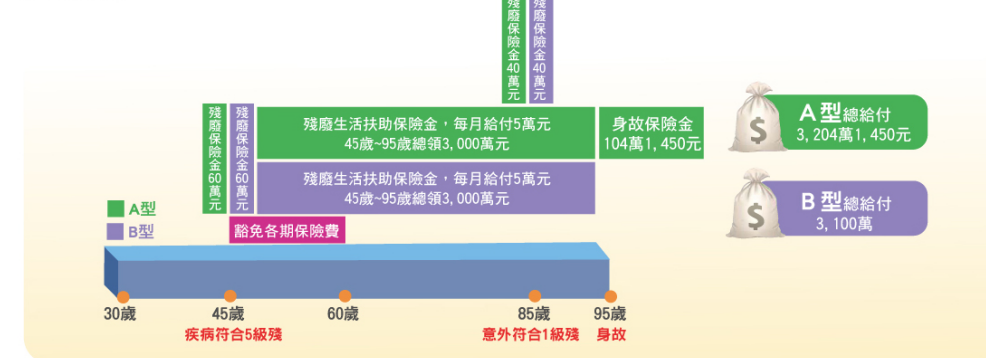 殘廢保險金40萬元
殘廢保險金40萬元
殘廢保險金60萬元
殘廢保險金60萬元
殘廢生活扶助保險金，每月給付5萬元
45歲~95歲總領3,000萬元
身故保險金
104萬1,450元
殘廢生活扶助保險金，每月給付5萬元
45歲~95歲總領3,000萬元
豁免各期保險費
A型
B型
A型總給付
3,204萬1,450元
B型總給付
3,100萬
$
$
30歲
45歲
60歲
85歲
95歲
疾病符合5級殘
意外符合1級殘
身故